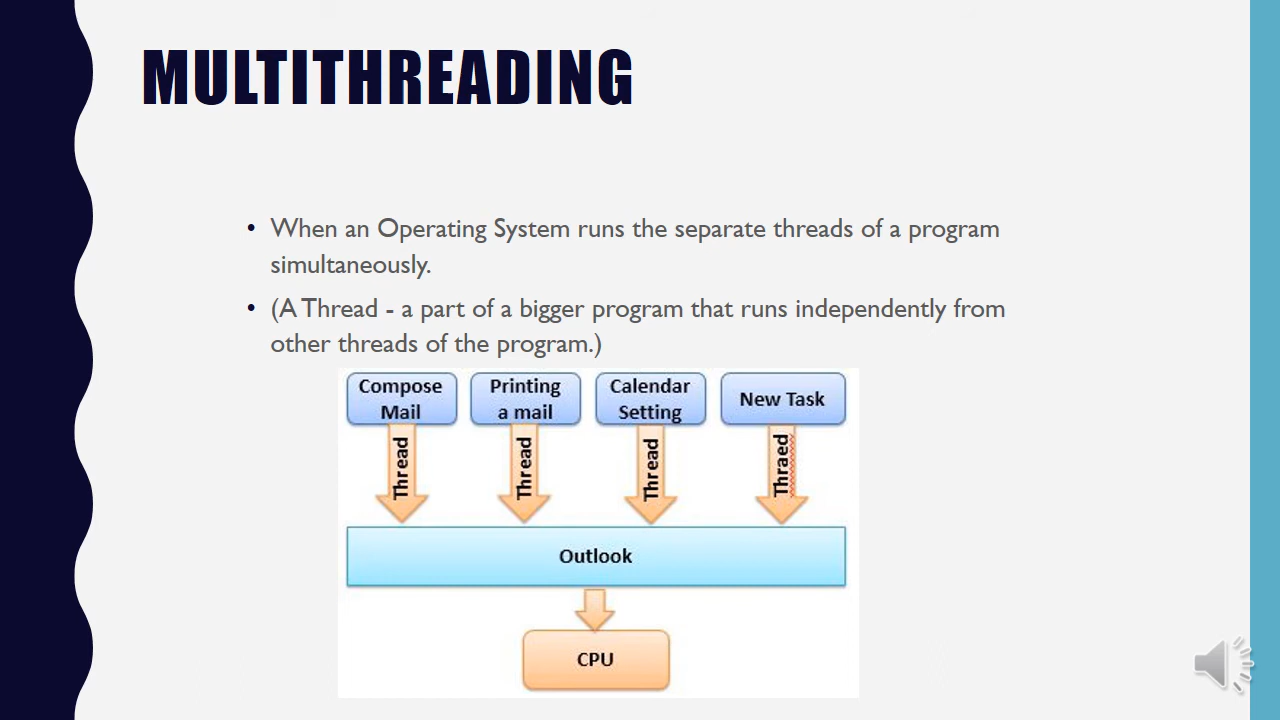 MULTITHREADING
• When an Operating System runs the separate threads of a program
simultaneously.
• (A Thread - a part of a bigger program that runs independently from
other threads of the program.)
Compose
Mail
Printing
a mail
Calendar
Setting
New Task
Thread
Thread
Thread
Thraed
Outlook
CPU